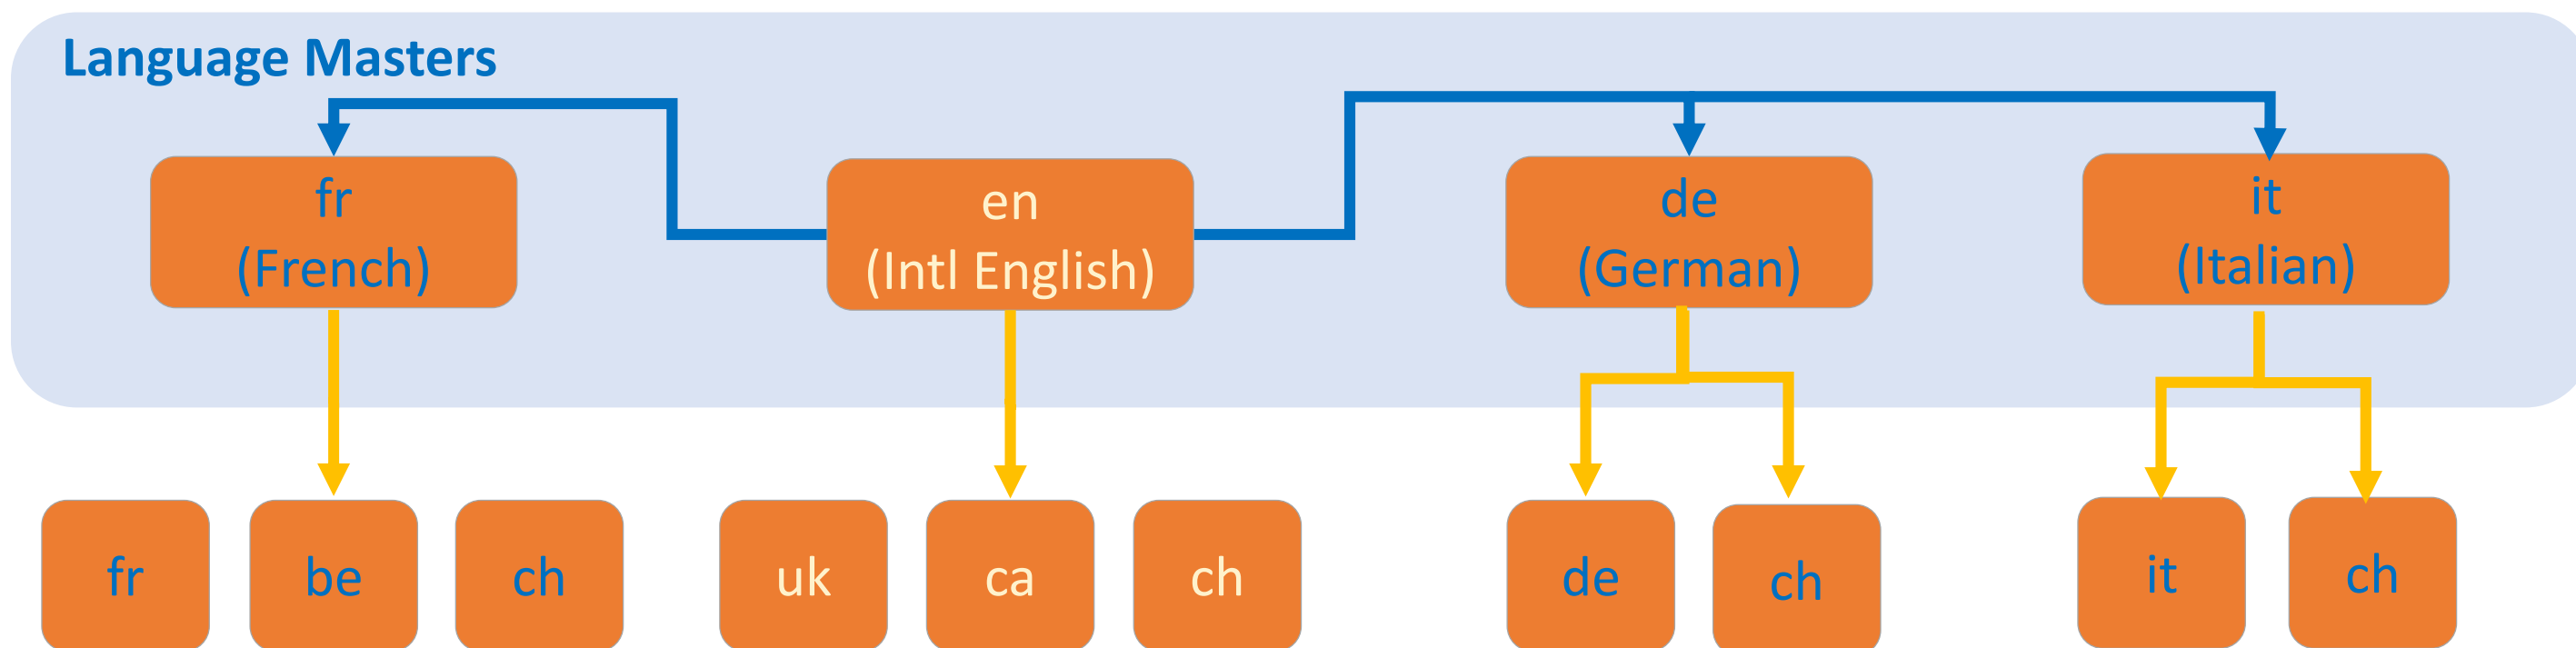 Language Masters
fr
(French)
en
(Intl English)
de
(German)
it
(Italian)
fr
be
ch
uk
ca
ch
de
ch
it
ch